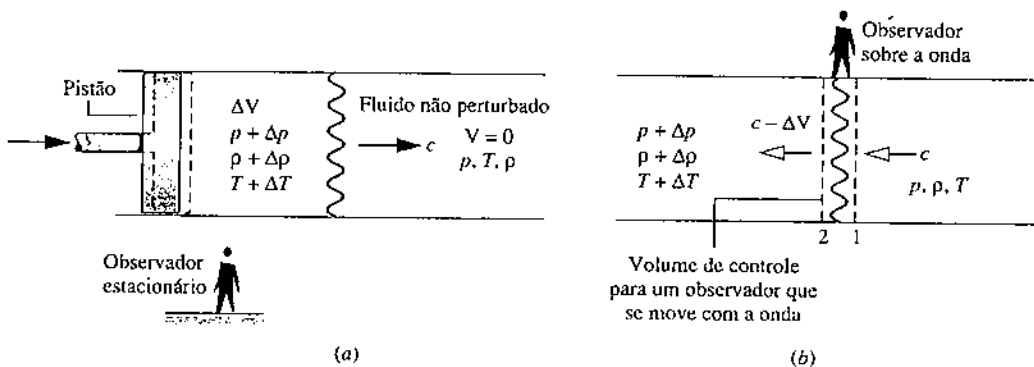 Pistão
ΔV
p + Δp
ρ + Δρ
T + ΔT
c
Fluido não perturbado
V = 0
p, T, ρ
Observador
estacionário
(a)
Observador
sobre a onda
p + Δp
ρ + Δρ
T + ΔT
c – ΔV
c
p, ρ, T
2
1
Volume de controle
para um observador que
se move com a onda
(b)